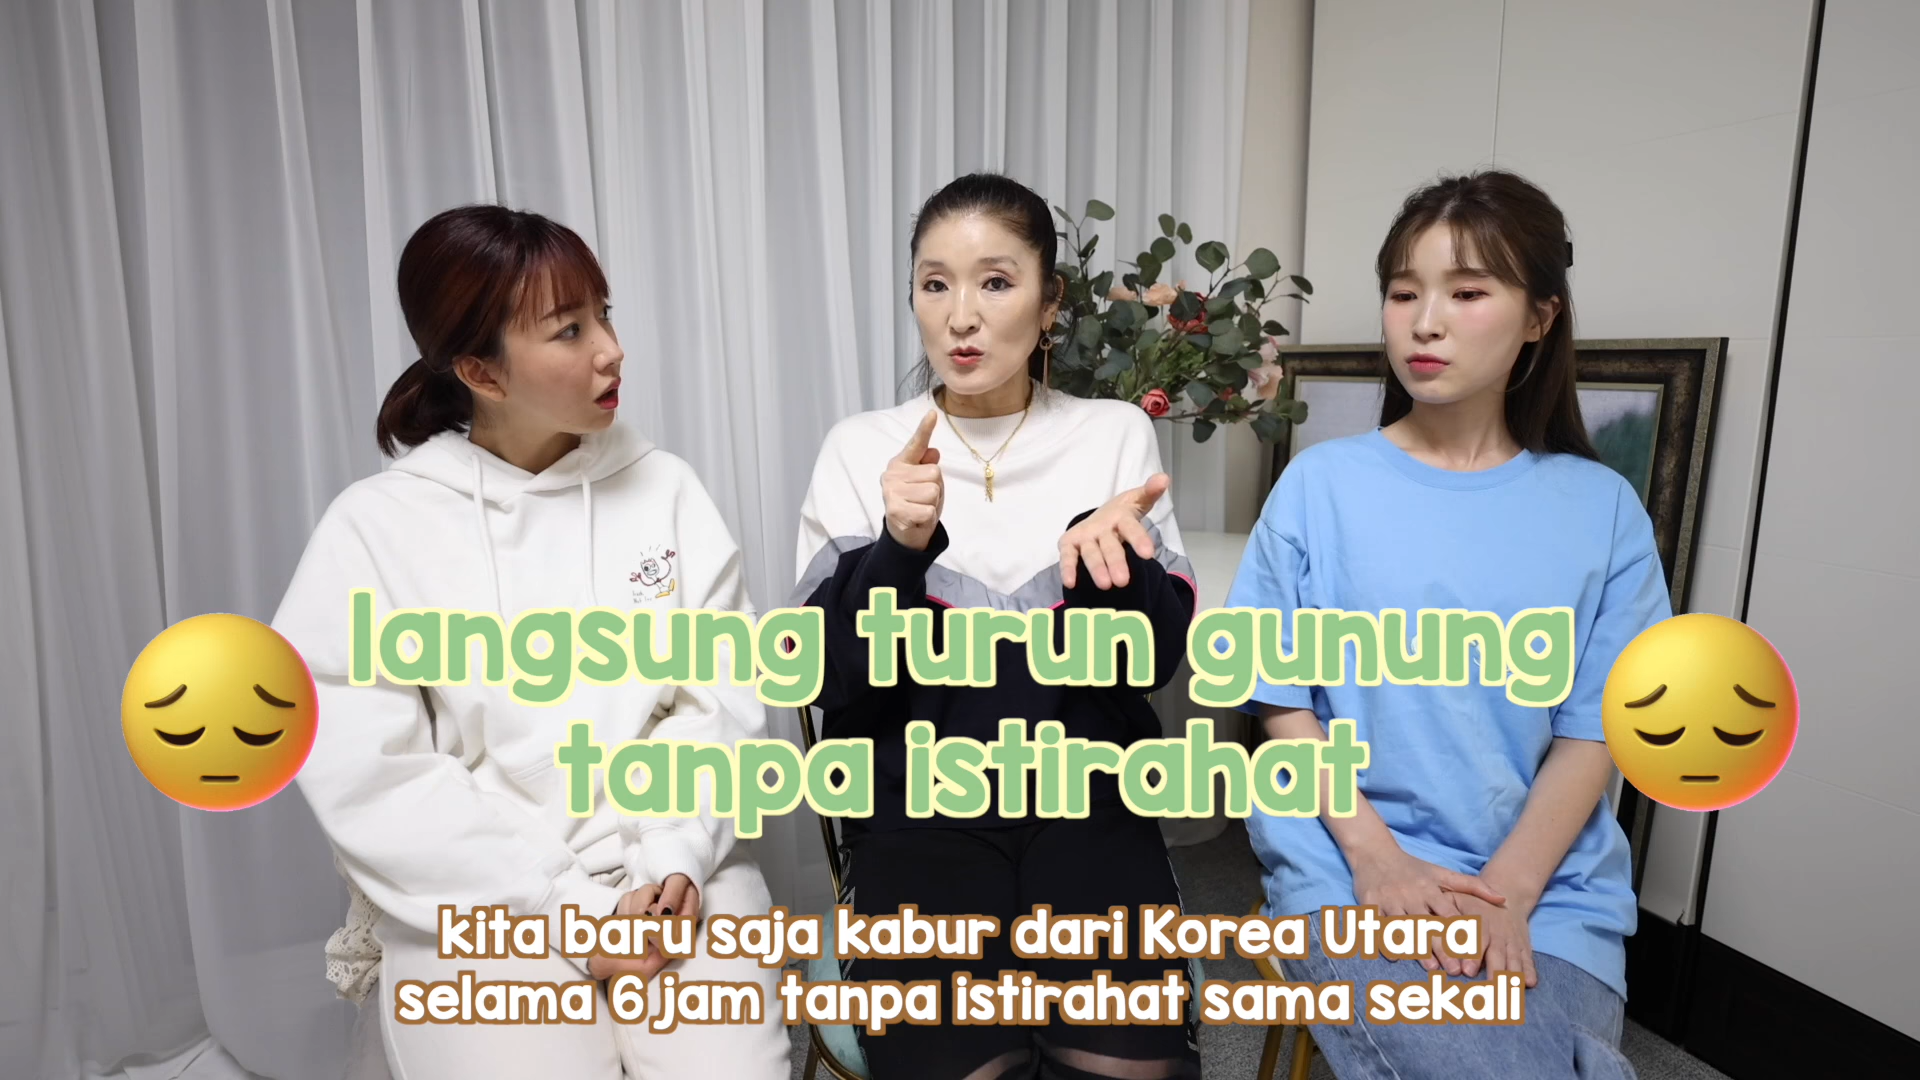 langsung turun gunung
tanpa istirahat
kita baru saja kabur dari Korea Utara
selama 6 jam tanpa istirahat sama sekali